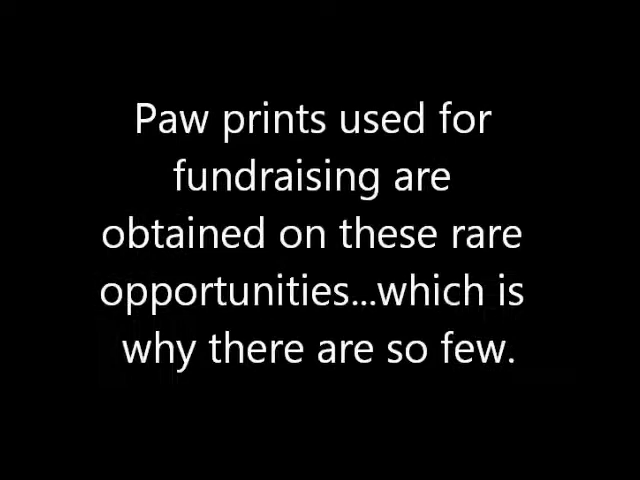 Paw prints used for
fundraising are
obtained on these rare
opportunities...which is
why there are so few.